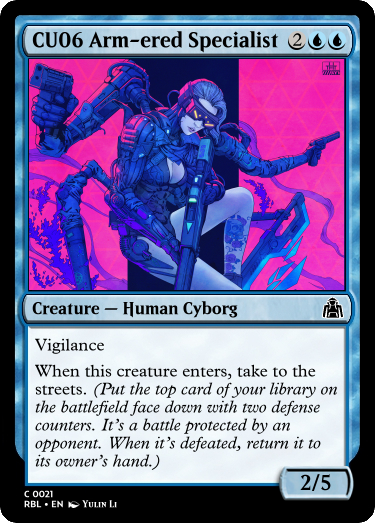 CU06 Arm-ered Specialist 2
Creature — Human Cyborg
Vigilance
When this creature enters, take to the
streets. (Put the top card of your library on
the battlefield face down with two defense
counters. It's a battle protected by an
opponent. When it's defeated, return it to
its owner's hand.)
2/5
C 0021
RBL • EN Yulin Li